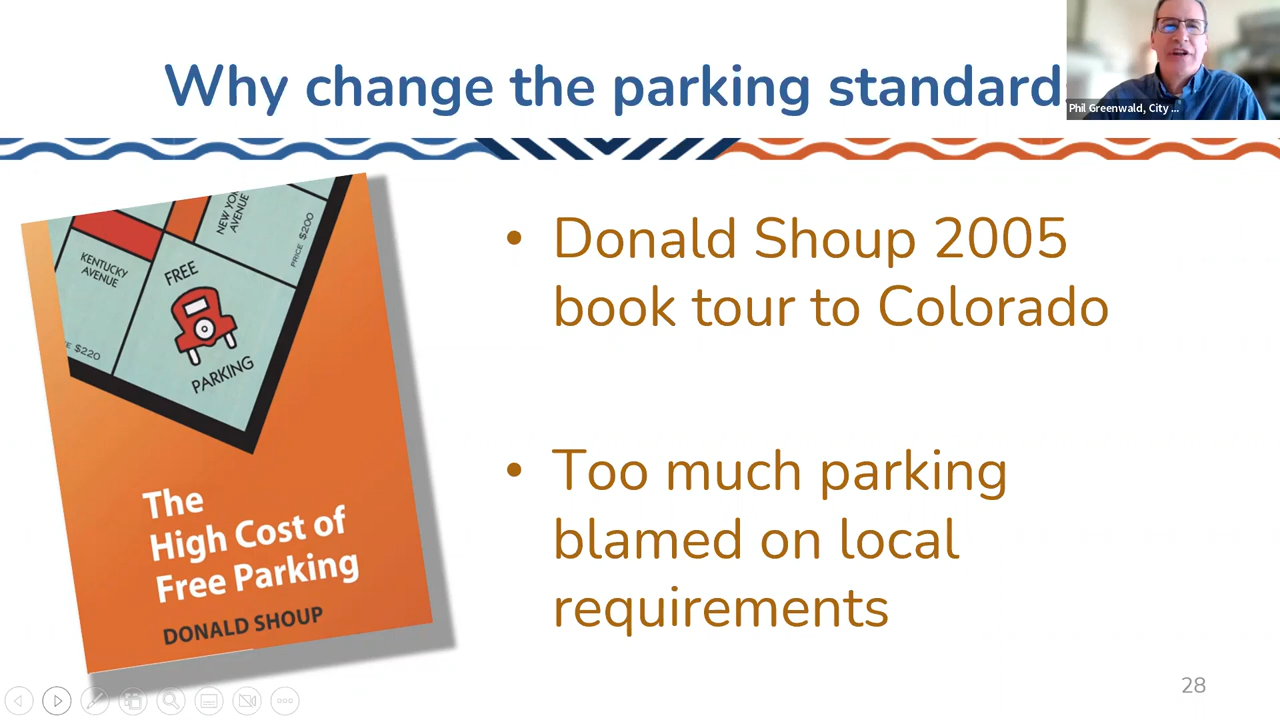 Why change the parking standard
Phil Greenwald, City ...
NEW YO
AVENUE
PRICE $200
KENTUCKY
AVENUE
FREE
E $220
PARKING
The
High Cost of
Free Parking
DONALD SHOUP
• Donald Shoup 2005
book tour to Colorado
• Too much parking
blamed on local
requirements
28